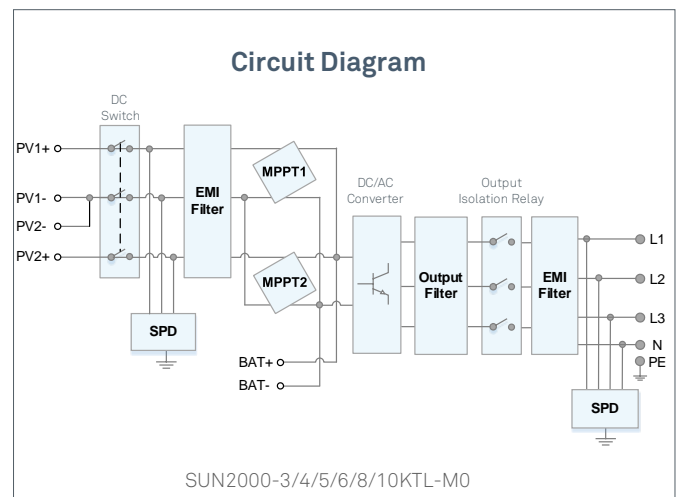 Circuit Diagram
DC
Switch
PV1+
PV1-
PV2-
PV2+
EMI
Filter
MPPT1
MPPT2
SPD
BAT+
BAT-
DC/AC
Converter
Output
Filter
Output
Isolation Relay
EMI
Filter
L1
L2
L3
N
PE
SPD
SUN2000-3/4/5/6/8/10KTL-M0